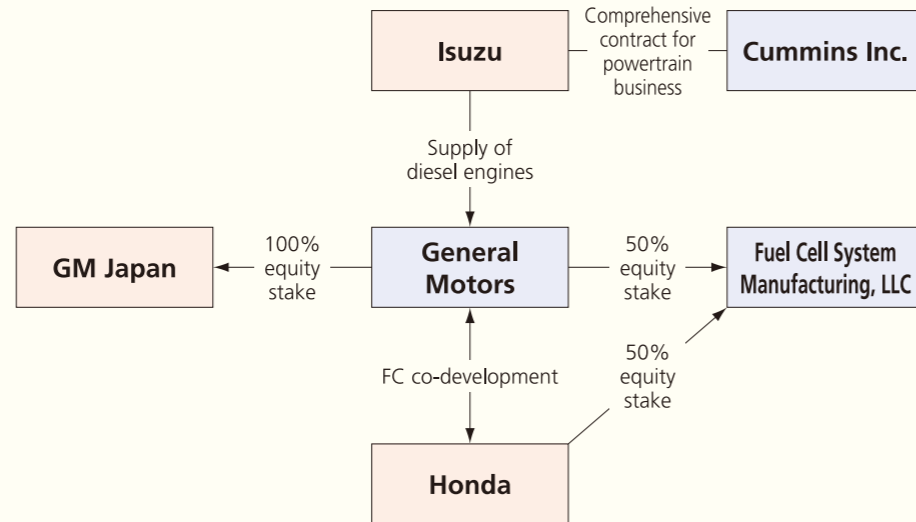 Isuzu
Comprehensive
contract for
powertrain
business
Cummins Inc.
Supply of
diesel engines
GM Japan
100%
equity
stake
General
Motors
50%
equity
stake
Fuel Cell System
Manufacturing, LLC
FC co-development
50%
equity
stake
Honda